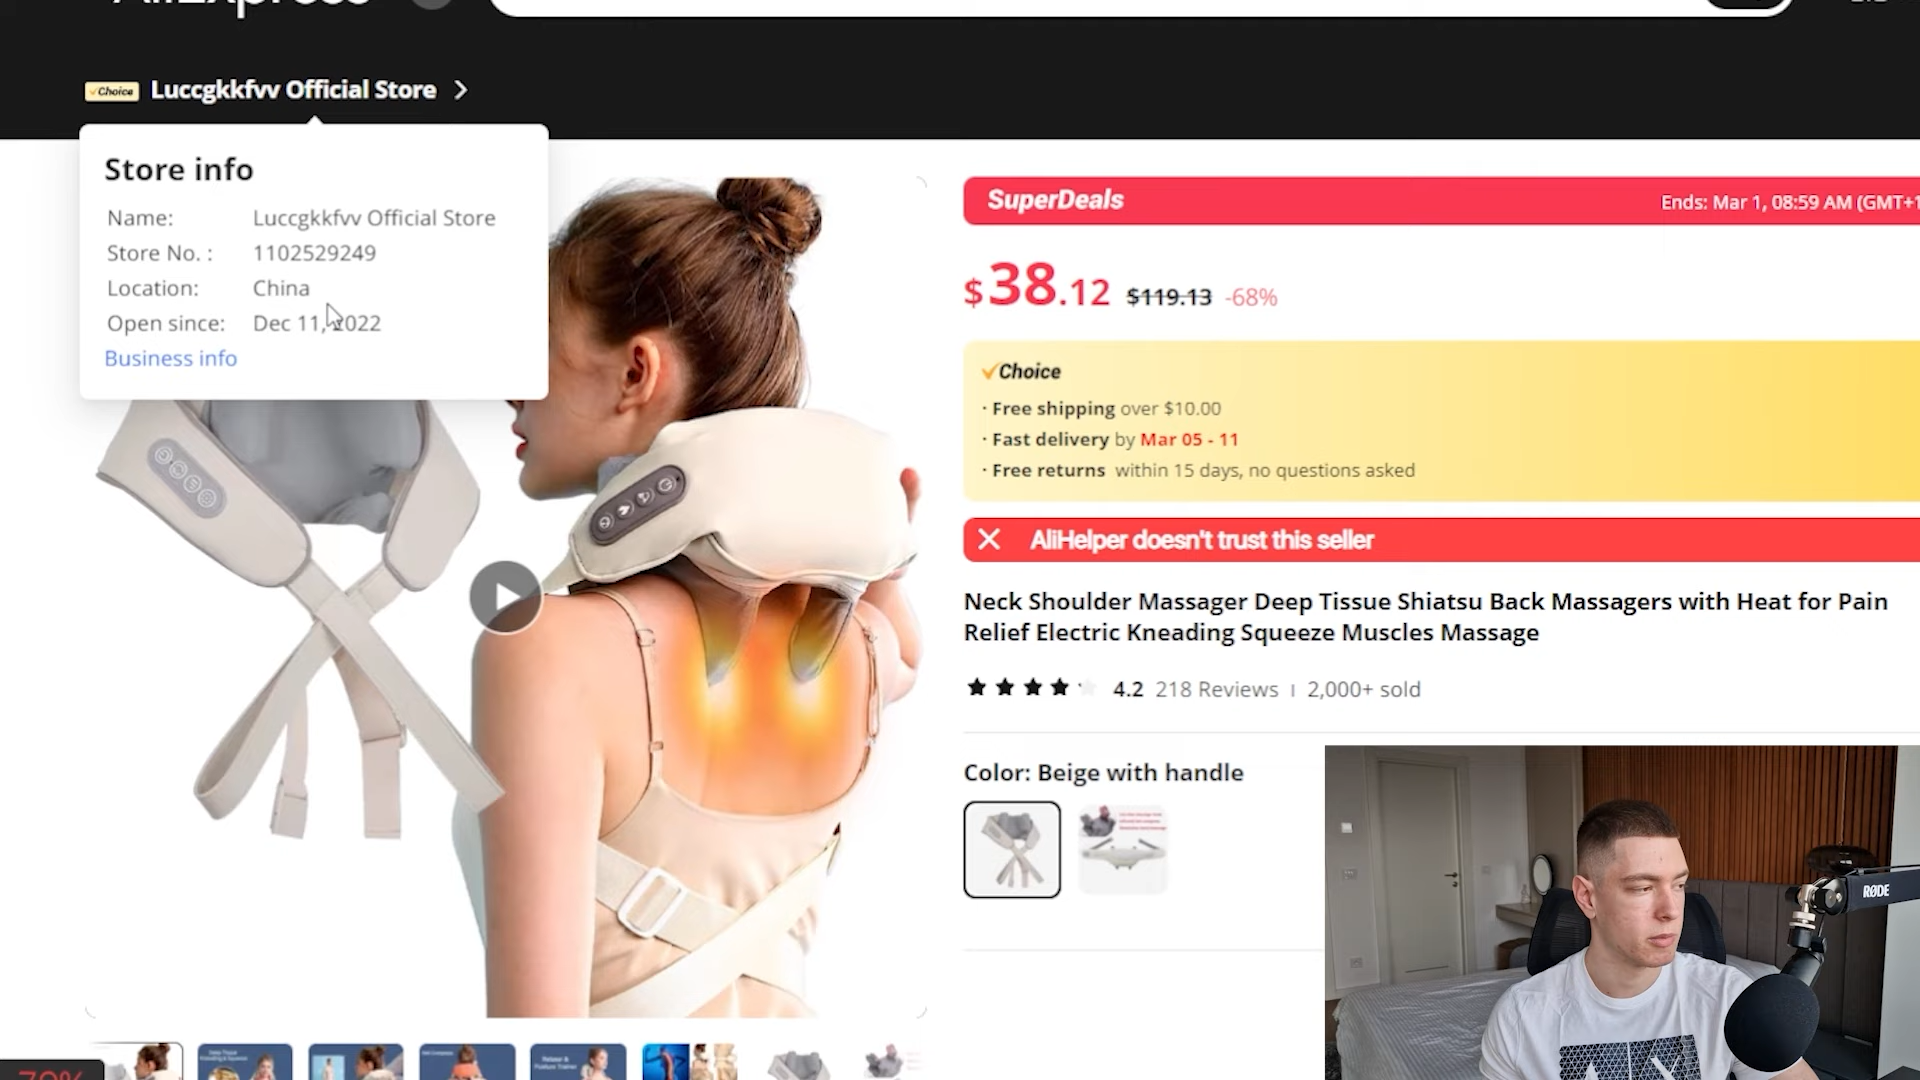 AliExpress
Choice Luccgkkfvv Official Store
Store info
Name: Luccgkkfvv Official Store
Store No. : 1102529249
Location: China
Open since: Dec 11, 2022
Business info
SuperDeals
Ends: Mar 1, 08:59 AM (GMT+1
$38.12 $119.13 -68%
Choice
· Free shipping over $10.00
· Fast delivery by Mar 05 - 11
· Free returns within 15 days, no questions asked
AliHelper doesn't trust this seller
Neck Shoulder Massager Deep Tissue Shiatsu Back Massagers with Heat for Pain
Relief Electric Kneading Squeeze Muscles Massage
4.2 218 Reviews 2,000+ sold
Color: Beige with handle
RØDE